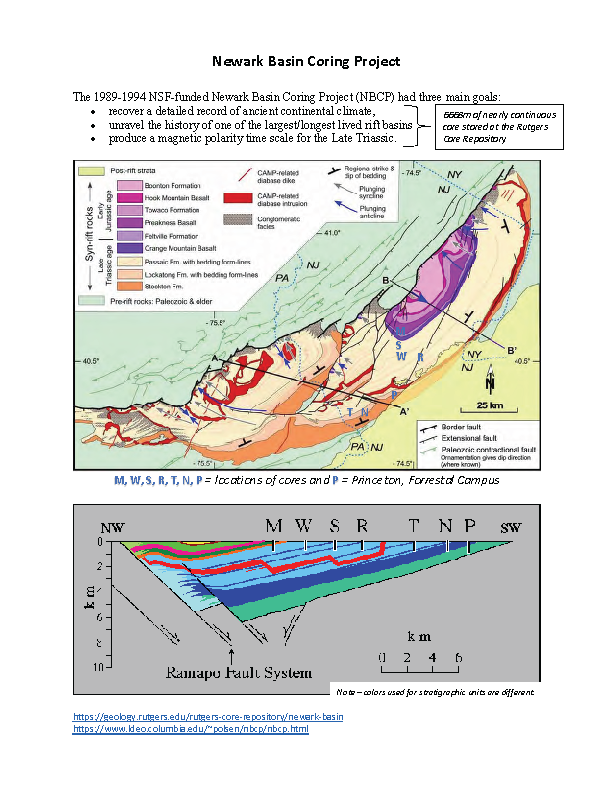 Newark Basin Coring Project
The 1989-1994 NSF-funded Newark Basin Coring Project (NBCP) had three main goals:
• recover a detailed record of ancient continental climate,
• unravel the history of one of the largest/longest lived rift basins
• produce a magnetic polarity time scale for the Late Triassic.
6668m of nearly continuous
core stored at the Rutgers
Core Repository
Post-rift strata
Syn-rift rocks
Early
Jurassic age
Late
Triassic age
Boonton Formation
Hook Mountain Basalt
Towaco Formation
Preakness Basalt
Feltville Formation
Orange Mountain Basalt
Passaic Fm. with bedding form-lines
Lockatong Fm. with bedding form-lines
Stockton Fm.
Pre-rift rocks: Paleozoic & older
CAMP-related
diabase dike
CAMP-related
diabase intrusion
Conglomeratic
facies
Regional strike &
dip of bedding
Plunging
syncline
Plunging
anticline
-74.5°
NY
NJ
41.0°
PA
NJ
-75.5°
40.5°
A
B
S
W R
B'
NY
NJ
40.5°
N
25 km
P
T N
A'
PA NJ
-75.5°
-74.5°
Border fault
Extensional fault
Paleozoic contractional fault
Ornamentation gives dip direction
(where known)
M, W, S, R, T, N, P = locations of cores and P = Princeton, Forrestal Campus
NW M W S R T N P SW
0
2
4
6
8
10
km
Ramapo Fault System
km
0 2 4 6
Note – colors used for stratigraphic units are different.
https://geology.rutgers.edu/rutgers-core-repository/newark-basin
https://www.ldeo.columbia.edu/~polsen/nbcp/nbcp.html